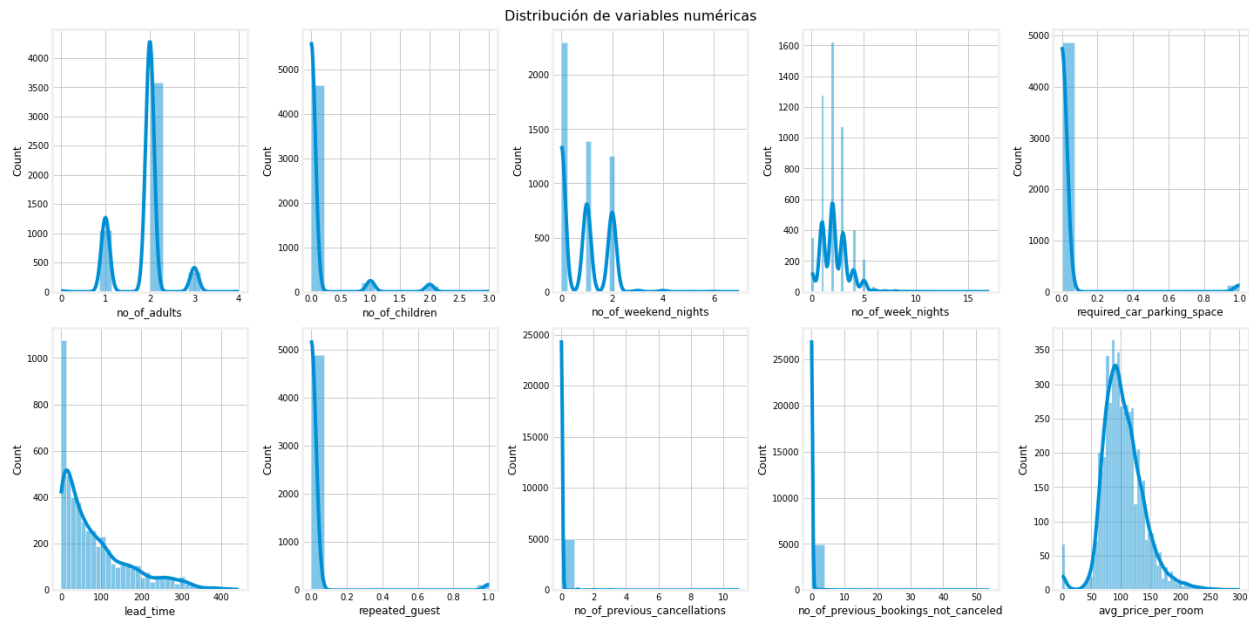 Distribución de variables numéricas
Count
4000
3500
3000
2500
2000
1500
1000
500
0
0 1 2 3 4
no_of_adults
Count
5000
4000
3000
2000
1000
0
0.0 0.5 1.0 1.5 2.0 2.5 3.0
no_of_children
Count
2000
1500
1000
500
0
0 2 4 6
no_of_weekend_nights
Count
1600
1400
1200
1000
800
600
400
200
0
0 5 10 15
no_of_week_nights
Count
5000
4000
3000
2000
1000
0
0.0 0.2 0.4 0.6 0.8 1.0
required_car_parking_space
Count
1000
800
600
400
200
0
0 100 200 300 400
lead_time
Count
5000
4000
3000
2000
1000
0
0.0 0.2 0.4 0.6 0.8 1.0
repeated_guest
Count
25000
20000
15000
10000
5000
0
0 2 4 6 8 10
no_of_previous_cancellations
Count
25000
20000
15000
10000
5000
0
0 10 20 30 40 50
no_of_previous_bookings_not_canceled
Count
350
300
250
200
150
100
50
0
0 50 100 150 200 250 300
avg_price_per_room